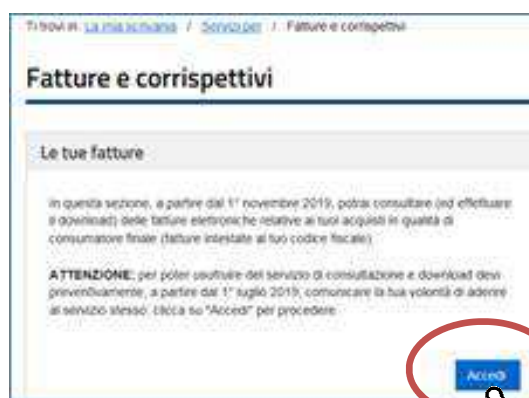 Ti trovi in: La mia scrivania / Servizi per / Fatture e corrispettivi
Fatture e corrispettivi
Le tue fatture
In questa sezione, a partire dal 1° novembre 2019, potrai consultare (ed effettuare
il download) delle fatture elettroniche relative ai tuoi acquisti in qualità di
consumatore finale (fatture intestate al tuo codice fiscale)
ATTENZIONE: per poter usufruire del servizio di consultazione e download devi
preventivamente, a partire dal 1° luglio 2019, comunicare la tua volontà di aderire
al servizio stesso: clicca su "Accedi" per procedere.
Accedi